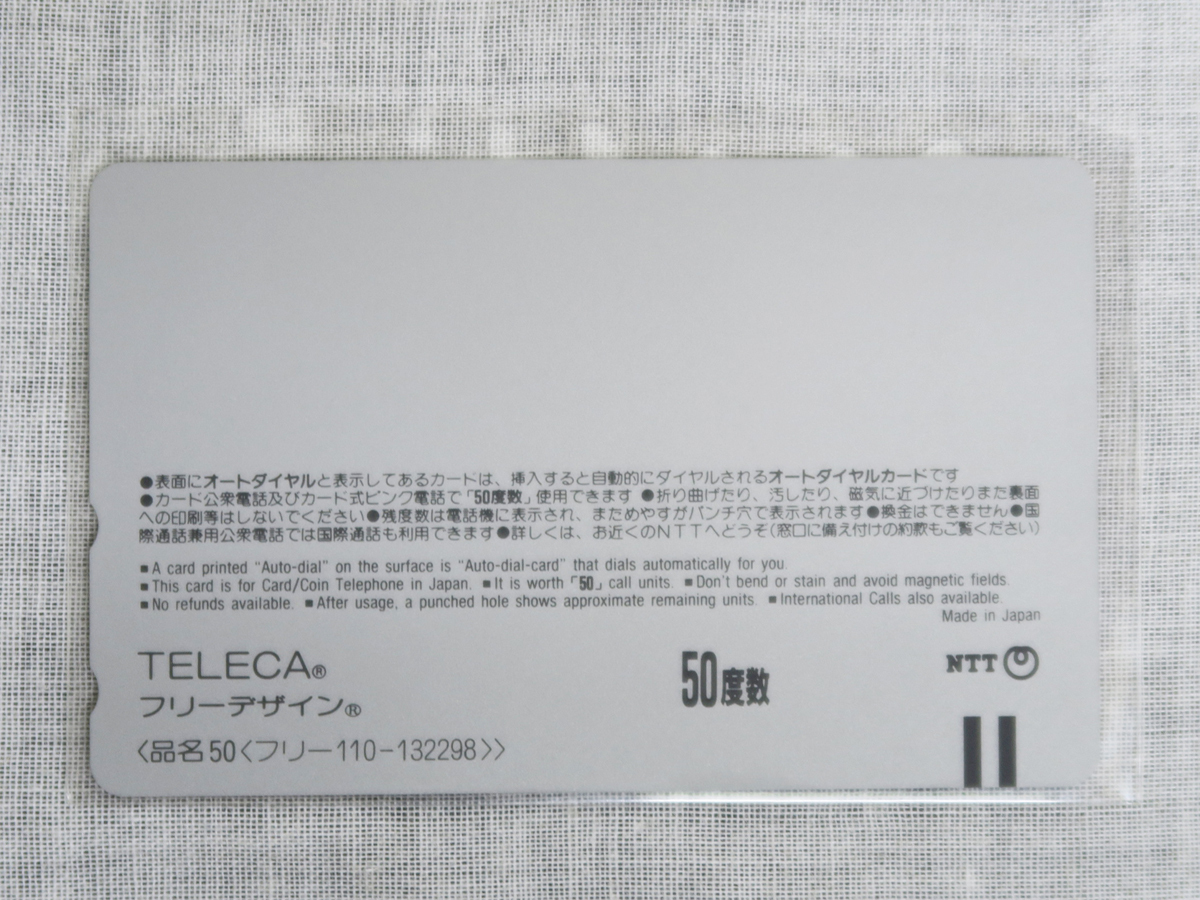 ●表面にオートダイヤルと表示してあるカードは、挿入すると自動的にダイヤルされるオートダイヤルカードです
●カード公衆電話及びカード式ピンク電話で「50度数」使用できます ●折り曲げたり、汚したり、磁気に近づけたりまた裏面
への印刷等はしないでください●残度数は電話機に表示され、まためやすがパンチ穴で表示されます●換金はできません●国
際通話兼用公衆電話では国際通話も利用できます●詳しくは、お近くのNTTへどうぞ(窓口に備え付けの約款もご覧ください)
■A card printed "Auto-dial" on the surface is "Auto-dial-card" that dials automatically for you.
■This card is for Card/Coin Telephone in Japan. ■It is worth「50」call units. ■Don't bend or stain and avoid magnetic fields.
■No refunds available. ■After usage, a punched hole shows approximate remaining units. ■International Calls also available.
Made in Japan
TELECA®
フリーデザイン®
50度数
NTT
〈品名50〈フリー110-132298〉〉